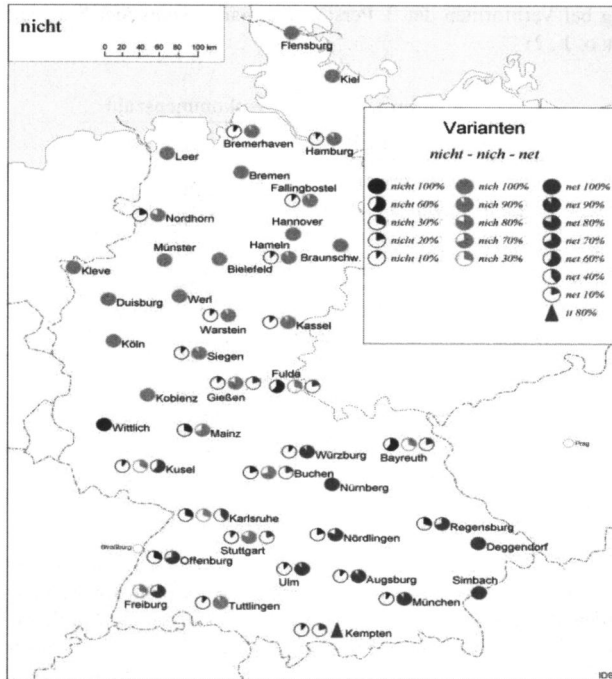 nicht
0 20 40 60 80 100 km
Flensburg
Kiel
Varianten
nicht - nich - net
nicht 100% nich 100% net 100%
nicht 60% nich 90% net 90%
nicht 30% nich 80% net 80%
nicht 20% nich 70% net 70%
nicht 10% nich 30% net 60%
net 40%
net 10%
it 80%
Bremerhaven
Hamburg
Leer
Bremen
Fallingbostel
Nordhorn
Hannover
Münster
Hameln
Bielefeld
Braunschw.
Kleve
Duisburg
Werl
Warstein
Kassel
Köln
Siegen
Fulda
Gießen
Koblenz
Wittlich
Mainz
Würzburg
Bayreuth
Prag
Kusel
Buchen
Nürnberg
Karlsruhe
Regensburg
Stuttgart
Nördlingen
Deggendorf
Straßburg
Offenburg
Ulm
Augsburg
Simbach
Freiburg
Tuttlingen
München
Kempten